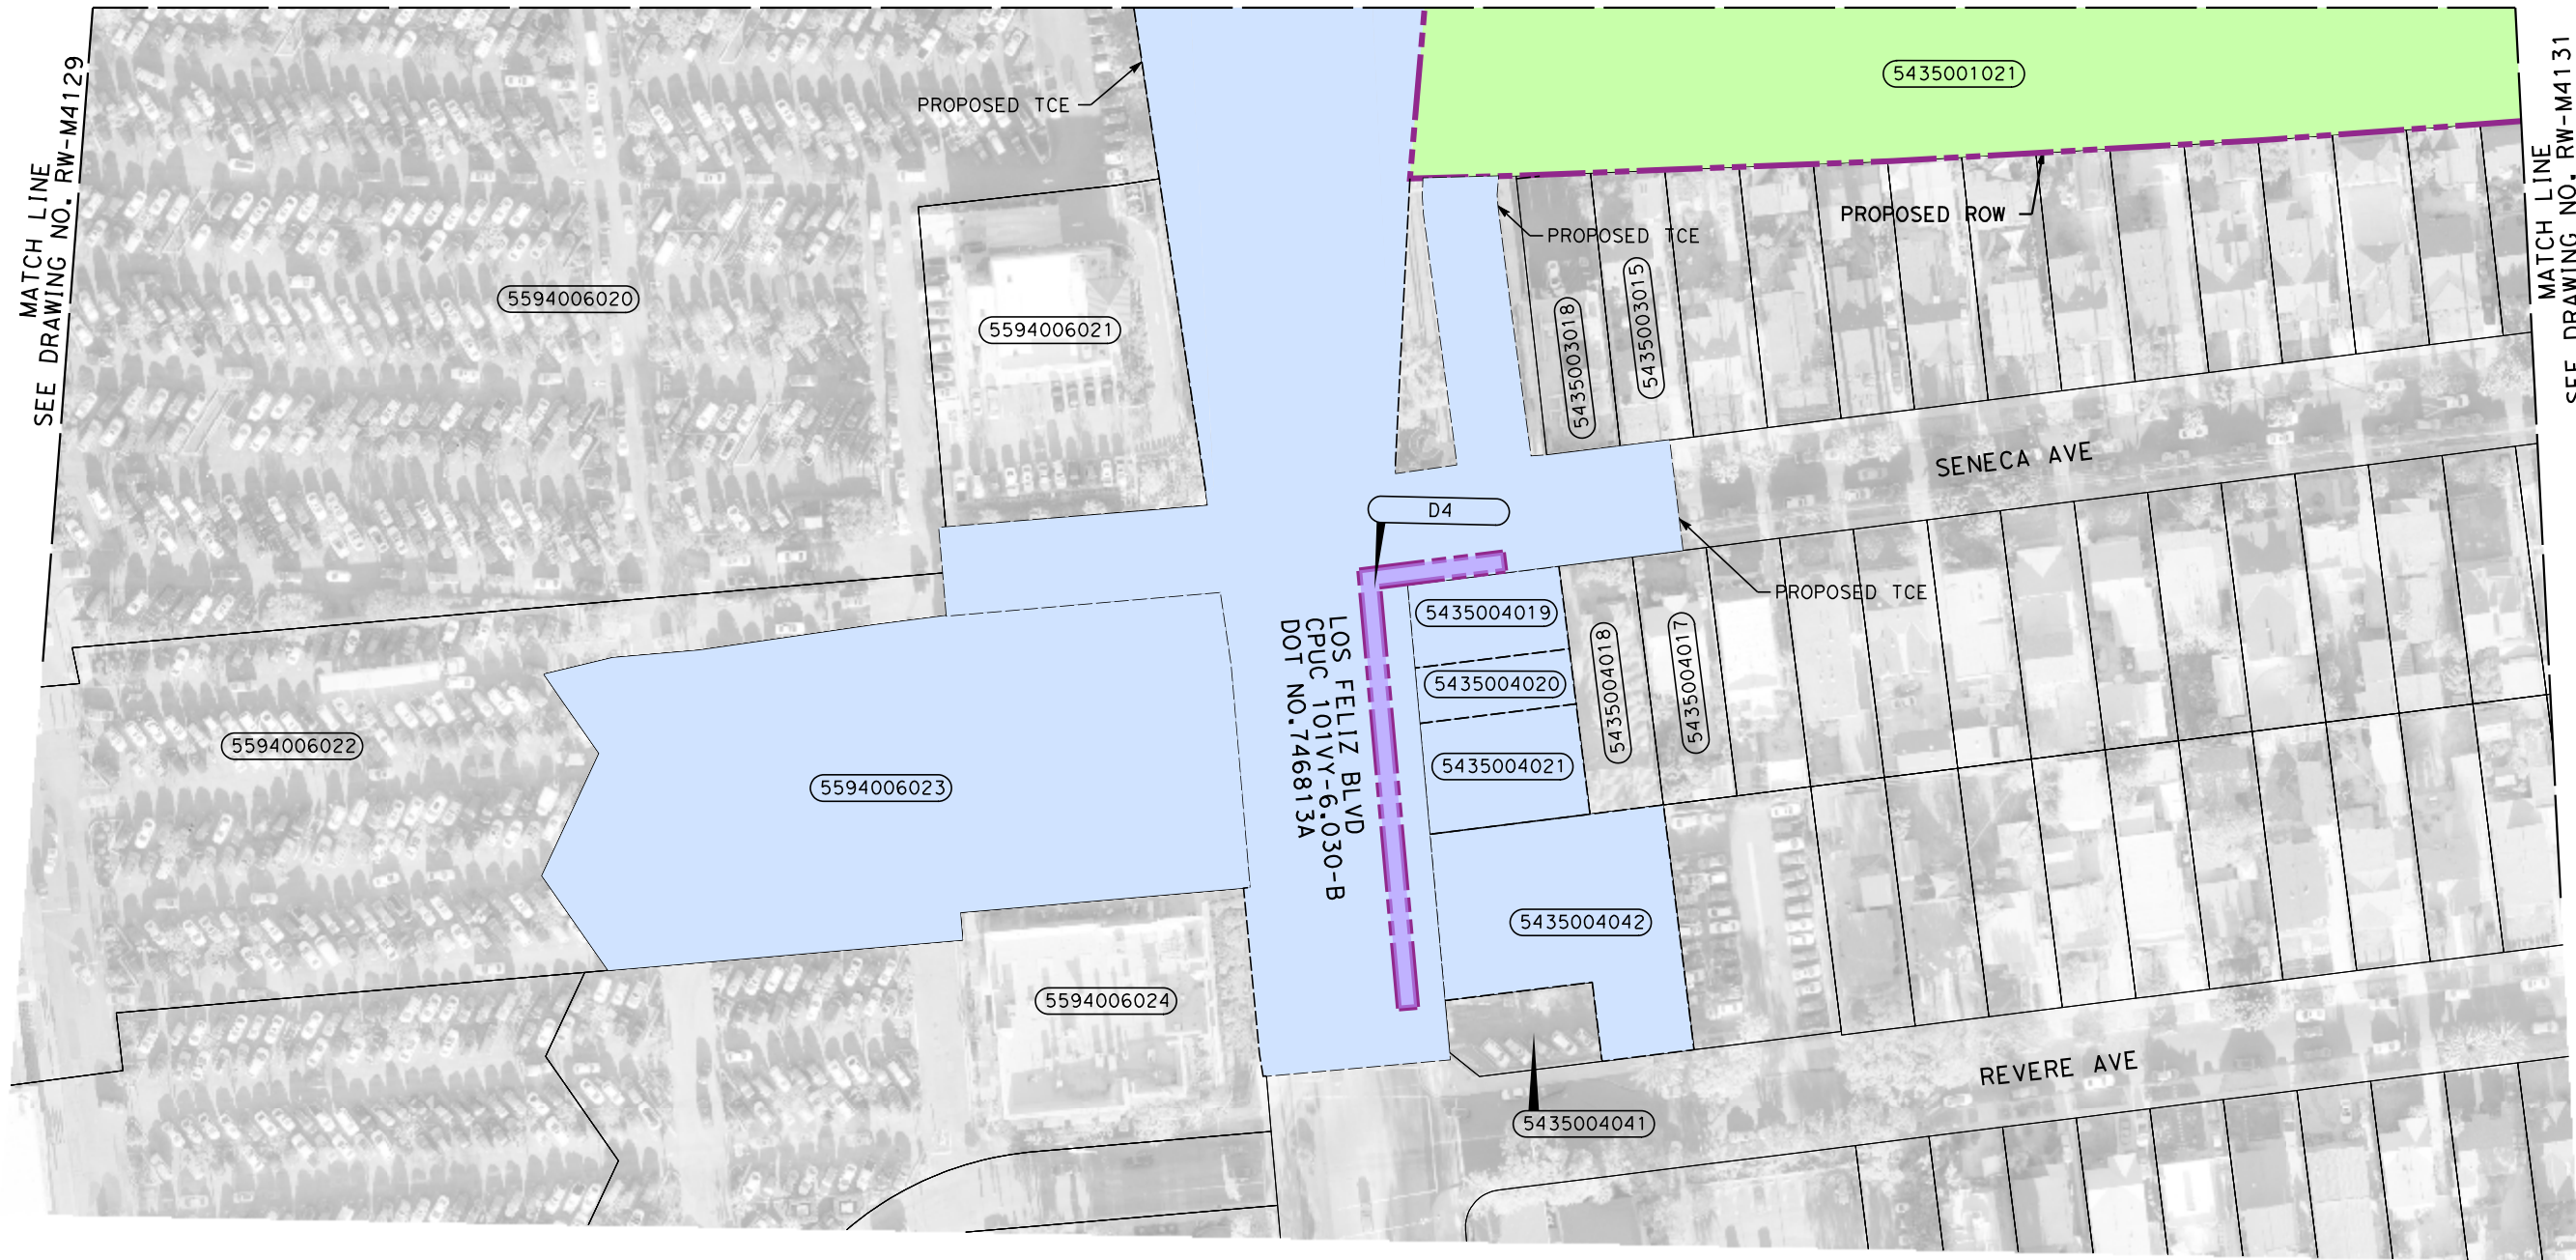 MATCH LINE
SEE DRAWING NO. RW-M4129
PROPOSED TCE
5435001021
MATCH LINE
SEE DRAWING NO. RW-M4131
PROPOSED ROW
PROPOSED TCE
5594006020
5594006021
5435003018
5435003015
SENECA AVE
D4
PROPOSED TCE
5435004019
5435004020
5435004021
5435004018
5435004017
LOS FELIZ BLVD
CPUC 101VY-6.030-B
DOT NO.746813A
5594006022
5594006023
5435004042
5594006024
REVERE AVE
5435004041